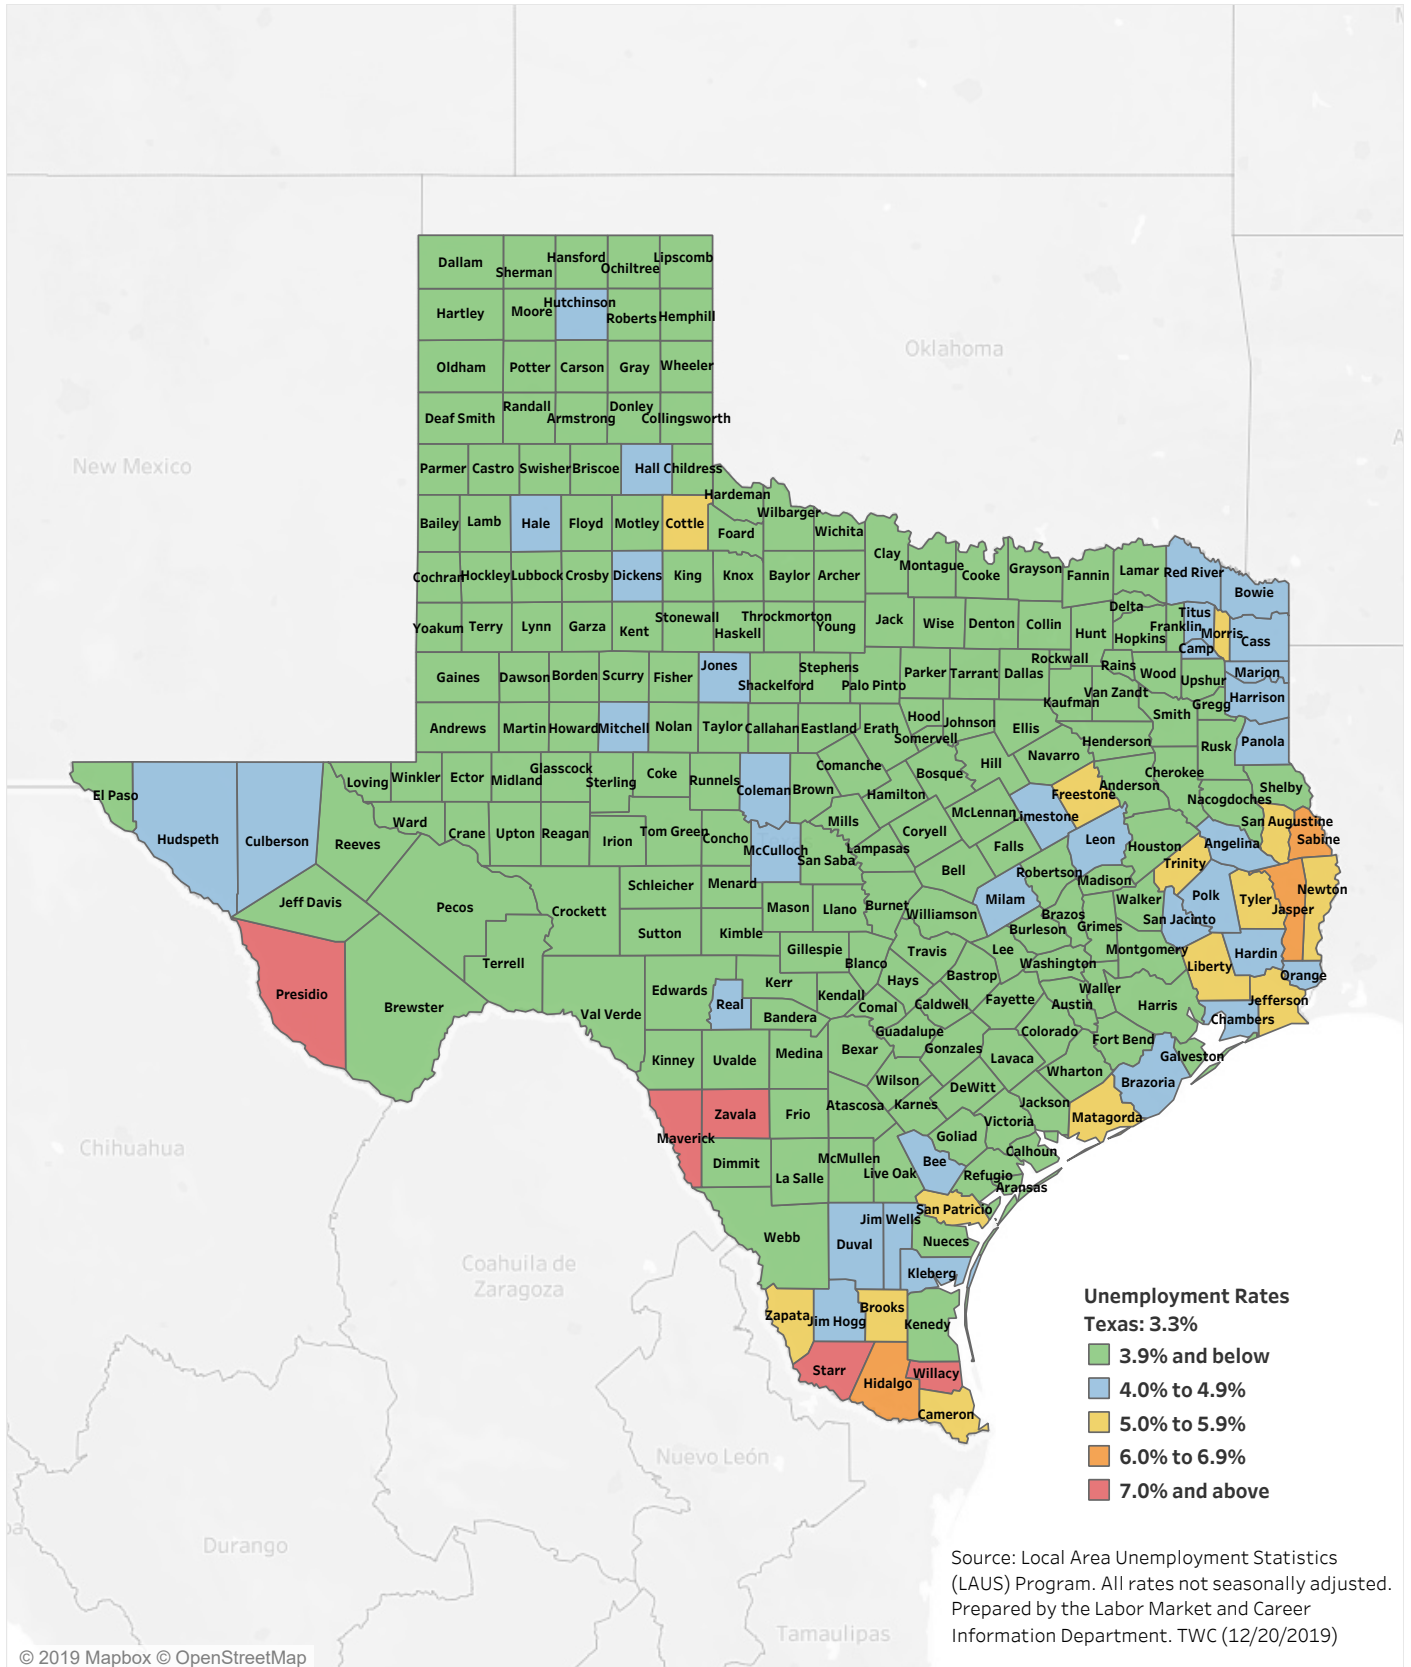 Dallam
Sherman
Hansford
Ochiltree
Lipscomb
Hartley
Moore
Hutchinson
Roberts
Hemphill
Oklahoma
Oldham
Potter
Carson
Gray
Wheeler
Deaf Smith
Randall
Armstrong
Donley
Collingsworth
New Mexico
Parmer
Castro
Swisher
Briscoe
Hall
Childress
Hardeman
Bailey
Lamb
Hale
Floyd
Motley
Cottle
Foard
Wilbarger
Wichita
Clay
Montague
Cooke
Grayson
Fannin
Lamar
Red River
Bowie
Cochran
Hockley
Lubbock
Crosby
Dickens
King
Knox
Baylor
Archer
Yoakum
Terry
Lynn
Garza
Kent
Stonewall
Haskell
Throckmorton
Young
Jack
Wise
Denton
Collin
Hunt
Delta
Hopkins
Franklin
Titus
Morris
Camp
Cass
Gaines
Dawson
Borden
Scurry
Fisher
Jones
Shackelford
Stephens
Palo Pinto
Parker
Tarrant
Dallas
Rockwall
Kaufman
Rains
Van Zandt
Wood
Upshur
Marion
Harrison
Gregg
Andrews
Martin
Howard
Mitchell
Nolan
Taylor
Callahan
Eastland
Erath
Hood
Somervell
Johnson
Ellis
Navarro
Henderson
Smith
Rusk
Panola
El Paso
Hudspeth
Culberson
Reeves
Loving
Winkler
Ector
Midland
Glasscock
Sterling
Coke
Runnels
Coleman
Brown
Comanche
Hamilton
Bosque
Hill
Freestone
Anderson
Cherokee
Nacogdoches
Shelby
Ward
Crane
Upton
Reagan
Irion
Tom Green
Concho
McCulloch
San Saba
Mills
Lampasas
Coryell
McLennan
Limestone
Falls
Leon
Houston
Angelina
San Augustine
Sabine
Jeff Davis
Pecos
Crockett
Schleicher
Menard
Mason
Llano
Burnet
Bell
Williamson
Milam
Robertson
Madison
Walker
Trinity
Polk
San Jacinto
Tyler
Jasper
Newton
Presidio
Brewster
Terrell
Sutton
Kimble
Gillespie
Blanco
Travis
Hays
Bastrop
Lee
Burleson
Brazos
Grimes
Washington
Montgomery
Liberty
Hardin
Orange
Jefferson
Chambers
Val Verde
Edwards
Real
Kerr
Bandera
Kendall
Comal
Caldwell
Guadalupe
Fayette
Austin
Waller
Harris
Fort Bend
Galveston
Kinney
Uvalde
Medina
Bexar
Wilson
Gonzales
Lavaca
Colorado
Wharton
Brazoria
Matagorda
Maverick
Zavala
Frio
Atascosa
Karnes
DeWitt
Jackson
Victoria
Calhoun
Goliad
Refugio
Aransas
Dimmit
La Salle
McMullen
Live Oak
Bee
San Patricio
Chihuahua
Coahuila de
Zaragoza
Webb
Duval
Jim Wells
Nueces
Kleberg
Zapata
Jim Hogg
Brooks
Kenedy
Starr
Hidalgo
Willacy
Cameron
Nuevo León
Durango
Tamaulipas
Unemployment Rates
Texas: 3.3%
3.9% and below
4.0% to 4.9%
5.0% to 5.9%
6.0% to 6.9%
7.0% and above
Source: Local Area Unemployment Statistics
(LAUS) Program. All rates not seasonally adjusted.
Prepared by the Labor Market and Career
Information Department. TWC (12/20/2019)
© 2019 Mapbox © OpenStreetMap